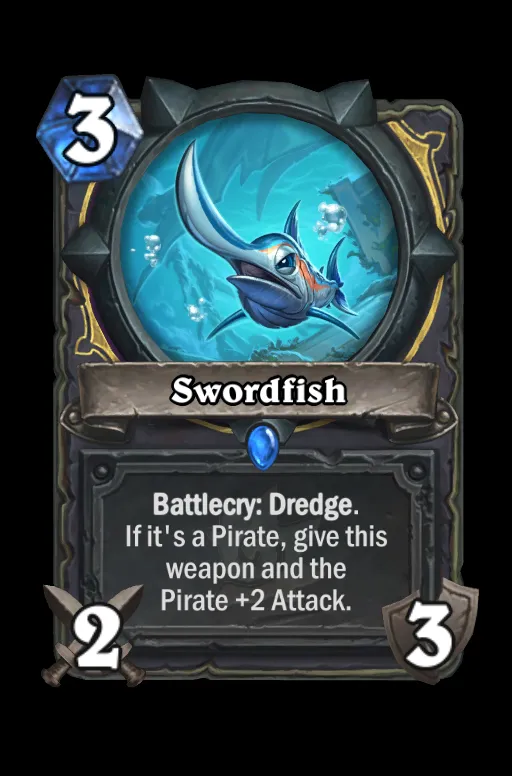 3
Swordfish
Battlecry: Dredge.
If it's a Pirate, give this
weapon and the
Pirate +2 Attack.
2
3